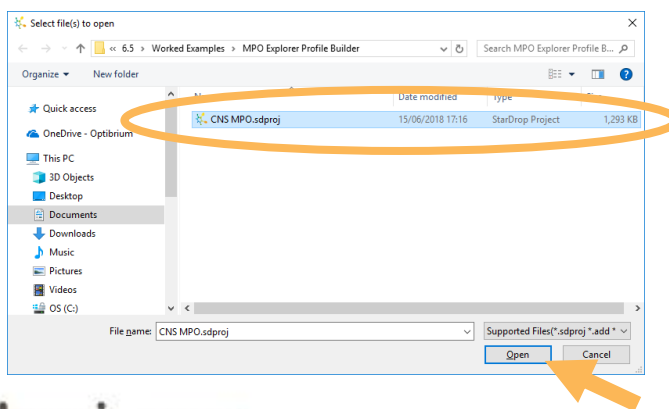 Select file(s) to open
« 6.5 > Worked Examples > MPO Explorer Profile Builder
Search MPO Explorer Profile B...
Organize
New folder
Date modified
Type
Quick access
CNS MPO.sdproj 15/06/2018 17:16 StarDrop Project 1,293 KB
OneDrive - Optibrium
This PC
3D Objects
Desktop
Documents
Downloads
Music
Pictures
Videos
OS (C:)
File name: CNS MPO.sdproj
Supported Files(*.sdproj *.add *
Open Cancel